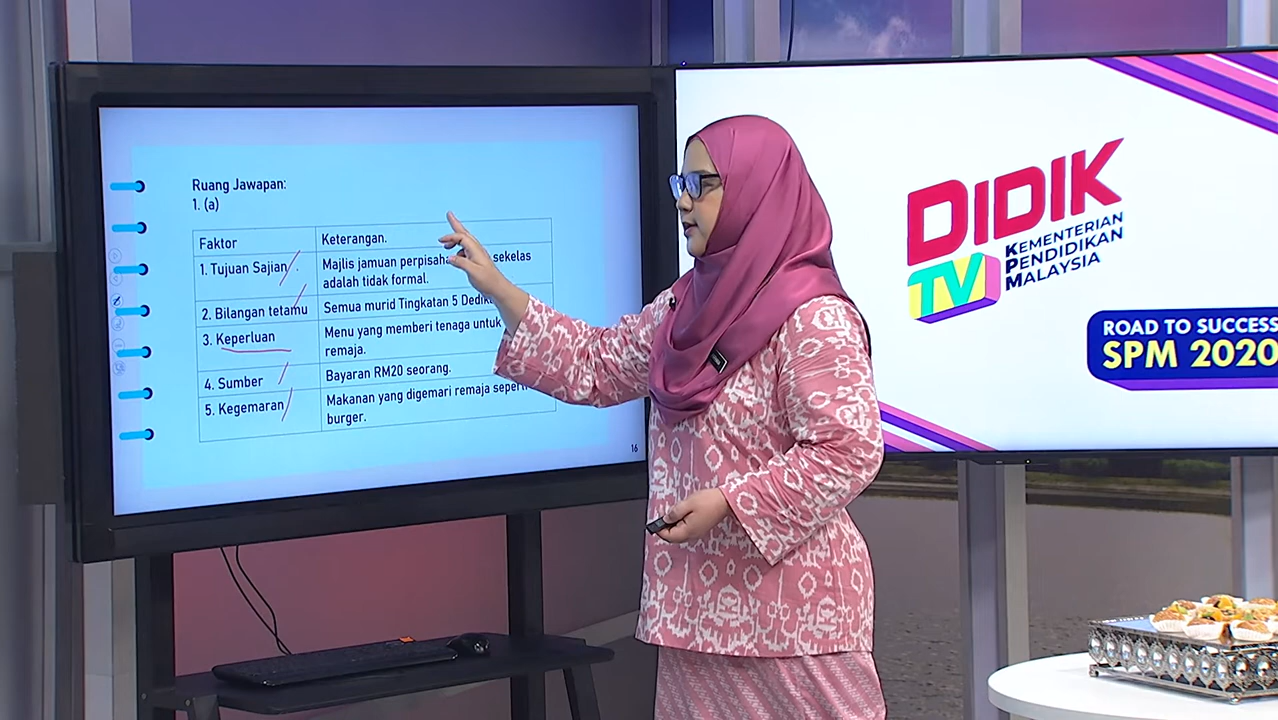 Ruang Jawapan:
1. (a)
Faktor
Keterangan.
1. Tujuan Sajian .
Majlis jamuan sekelas
adalah tidak formal.
2. Bilangan tetamu
Semua murid Tingkatan 5
3. Keperluan
Menu yang memberi tenaga untuk
remaja.
4. Sumber
Bayaran RM20 seorang.
5. Kegemaran
Makanan yang digemari remaja seperti
burger.
16
DIDIK
TV
KEMENTERIAN
PENDIDIKAN
MALAYSIA
ROAD TO SUCCESS
SPM 2020